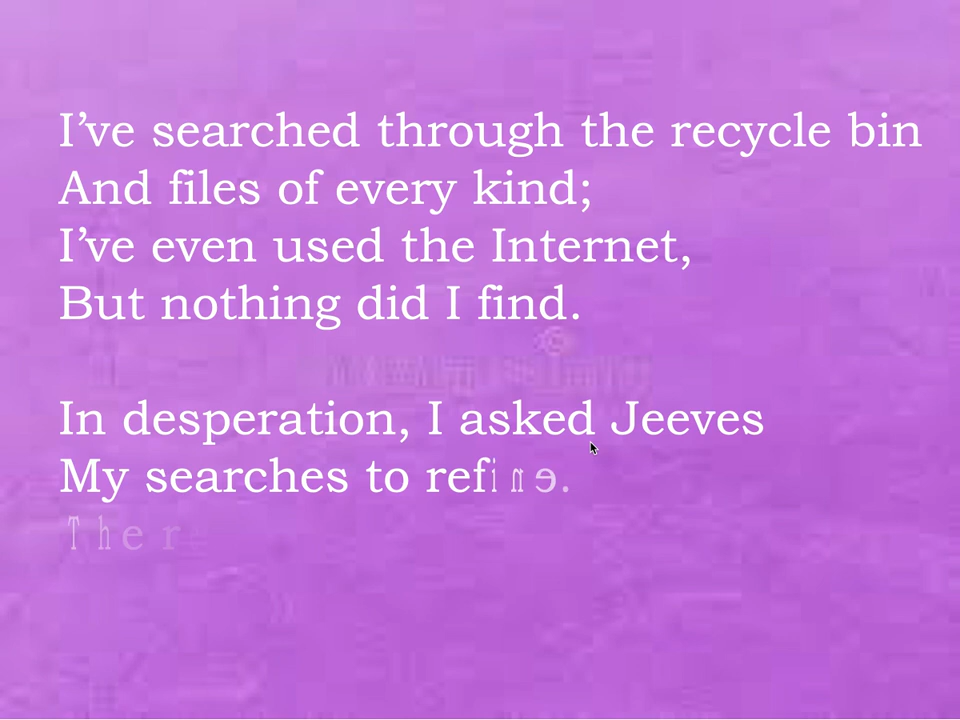 I’ve searched through the recycle bin
And files of every kind;
I’ve even used the Internet,
But nothing did I find.
In desperation, I asked Jeeves
My searches to refine.
Ther